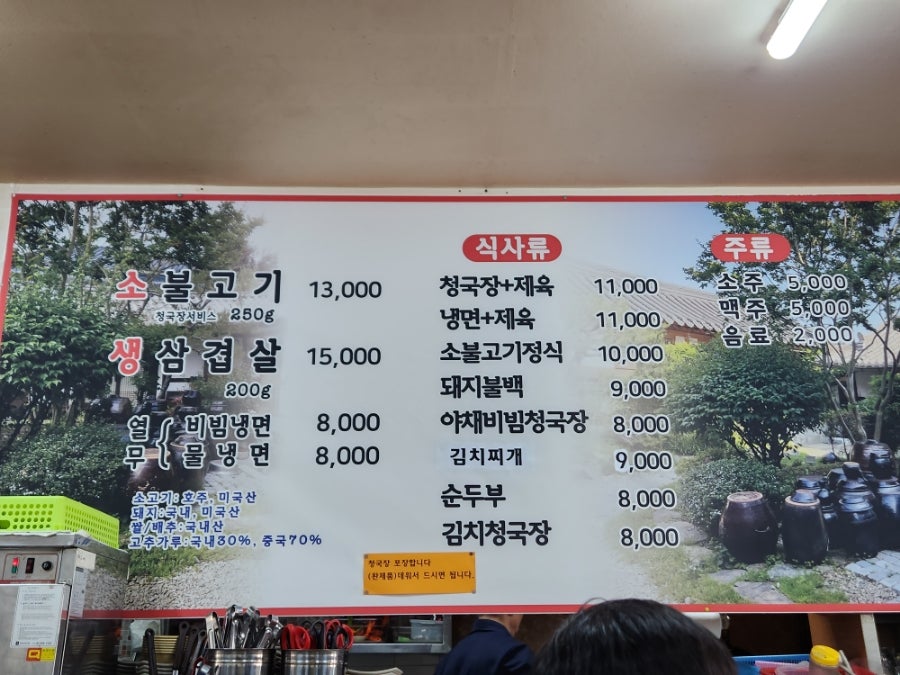 소불고기 13,000
청국장서비스 250g
생삼겹살 15,000
200g
열무 { 비빔냉면 8,000
물냉면 8,000
소고기: 호주, 미국산
돼지:국내, 미국산
쌀/배추:국내산
고추가루: 국내30%, 중국70%
식사류
청국장+제육 11,000
냉면+제육 11,000
소불고기정식 10,000
돼지불백 9,000
야채비빔청국장 8,000
김치찌개 9,000
순두부 8,000
김치청국장 8,000
주류
소주 5,000
맥주 5,000
음료 2,000
청국장 포장합니다
(완제품)데워서 드시면 됩니다.